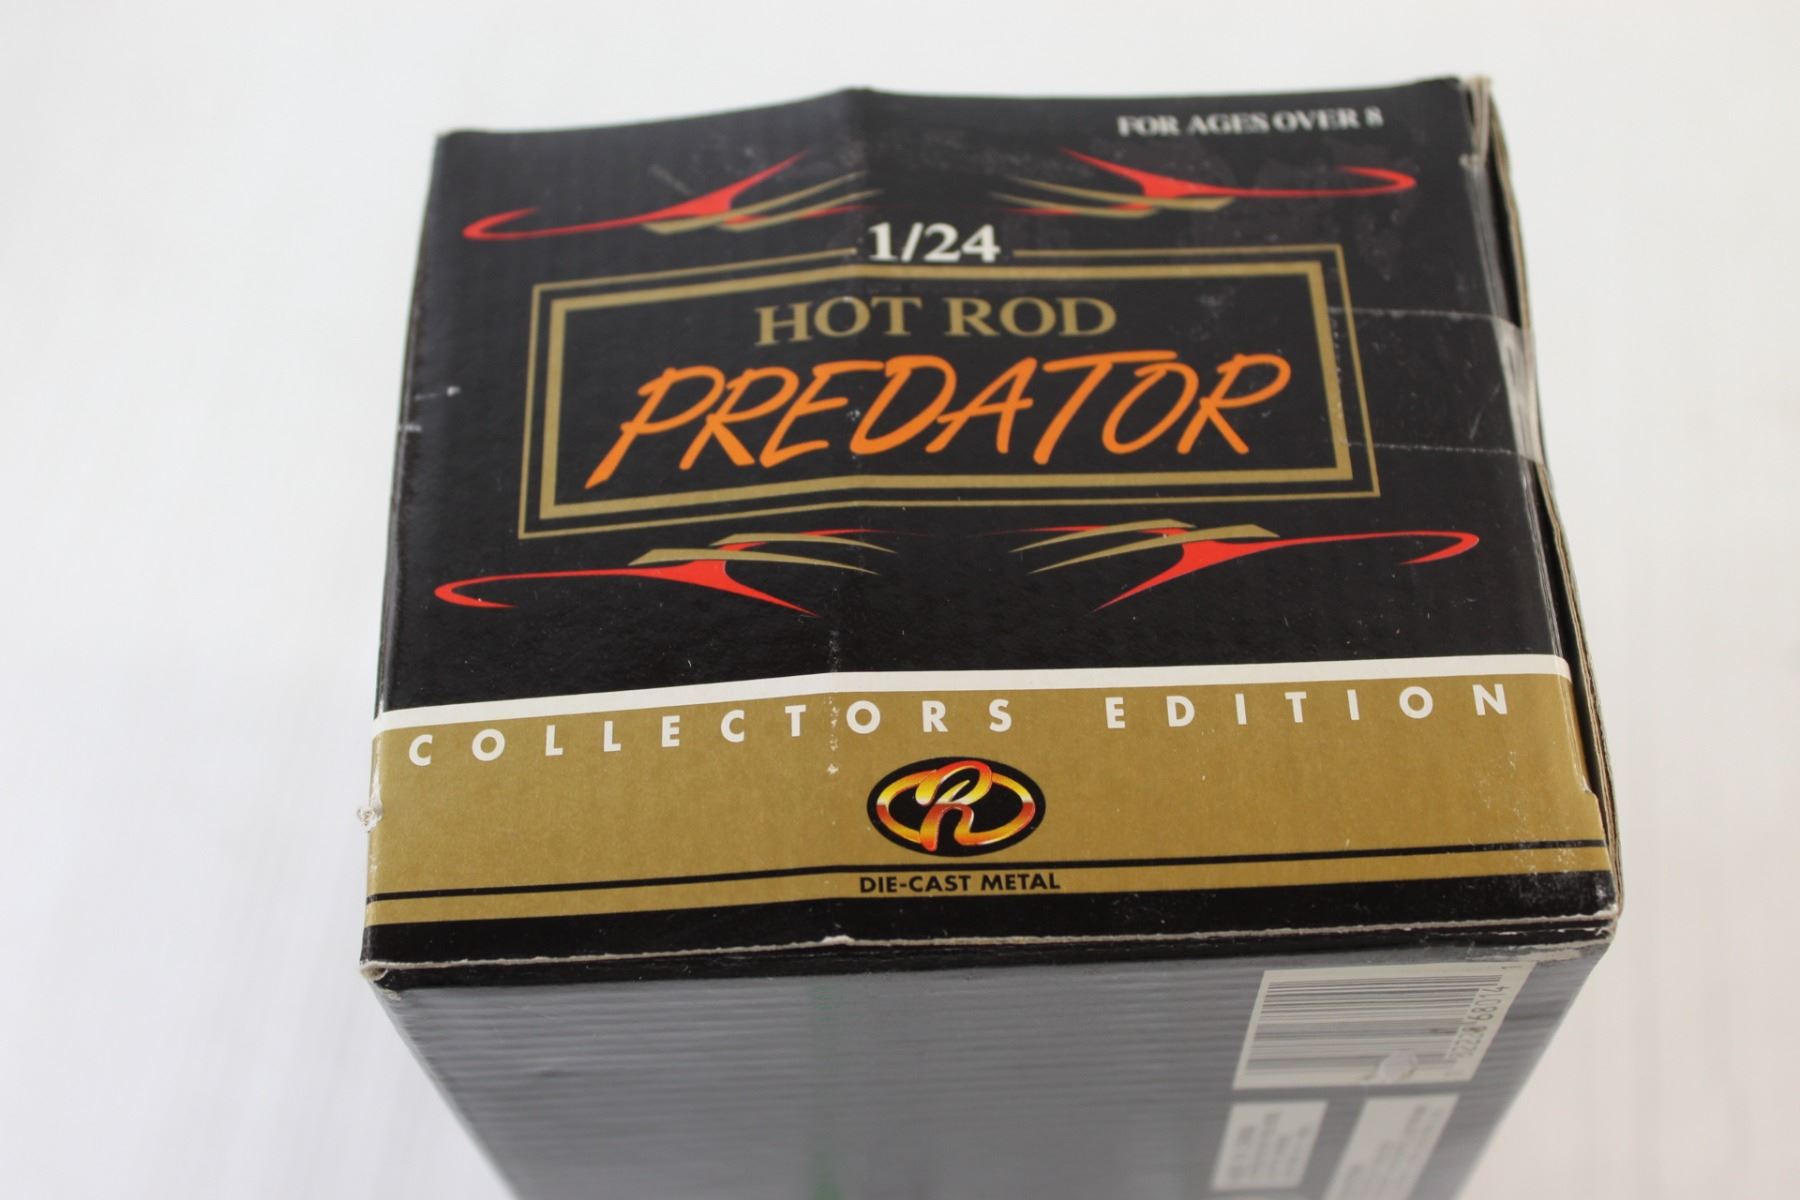 FOR AGES OVER 8
1/24
HOT ROD
PREDATOR
COLLECTORS EDITION
R
DIE-CAST METAL